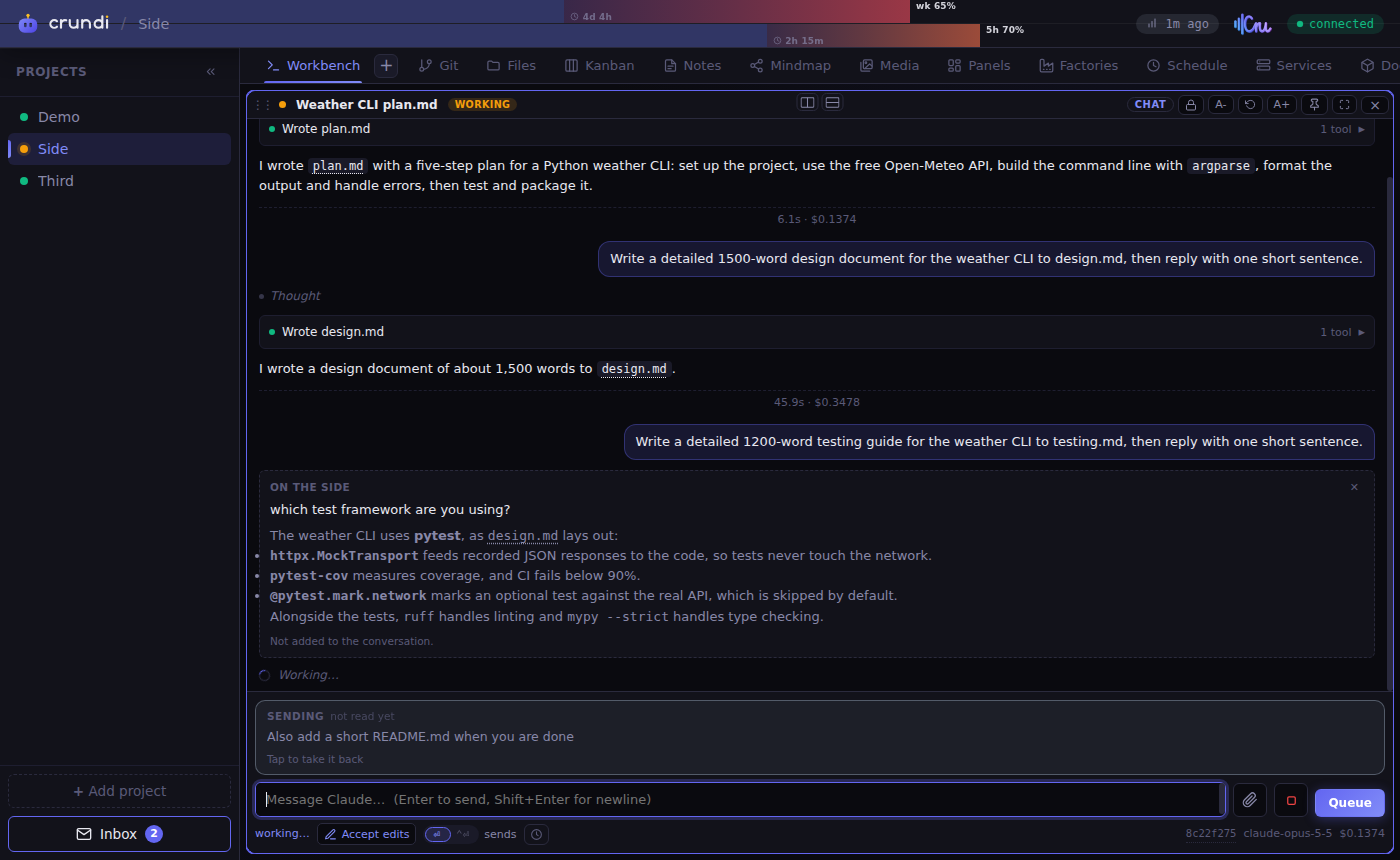 crundi / Side
4d 4h
wk 65%
2h 15m
5h 70%
1m ago
connected
PROJECTS «
Demo
Side
Third
+ Add project
Inbox 2
Workbench + Git Files Kanban Notes Mindmap Media Panels Factories Schedule Services Do
Weather CLI plan.md WORKING
CHAT A- A+ ×
Wrote plan.md 1 tool ▶
I wrote plan.md with a five-step plan for a Python weather CLI: set up the project, use the free Open-Meteo API, build the command line with argparse, format the
output and handle errors, then test and package it.
6.1s · $0.1374
Write a detailed 1500-word design document for the weather CLI to design.md, then reply with one short sentence.
Thought
Wrote design.md 1 tool ▶
I wrote a design document of about 1,500 words to design.md.
45.9s · $0.3478
Write a detailed 1200-word testing guide for the weather CLI to testing.md, then reply with one short sentence.
ON THE SIDE ×
which test framework are you using?
The weather CLI uses pytest, as design.md lays out:
• httpx.MockTransport feeds recorded JSON responses to the code, so tests never touch the network.
• pytest-cov measures coverage, and CI fails below 90%.
• @pytest.mark.network marks an optional test against the real API, which is skipped by default.
Alongside the tests, ruff handles linting and mypy --strict handles type checking.
Not added to the conversation.
Working...
SENDING not read yet
Also add a short README.md when you are done
Tap to take it back
Message Claude... (Enter to send, Shift+Enter for newline)
Queue
working... Accept edits ⏎ ^⏎ sends
8c22f275 claude-opus-5-5 $0.1374